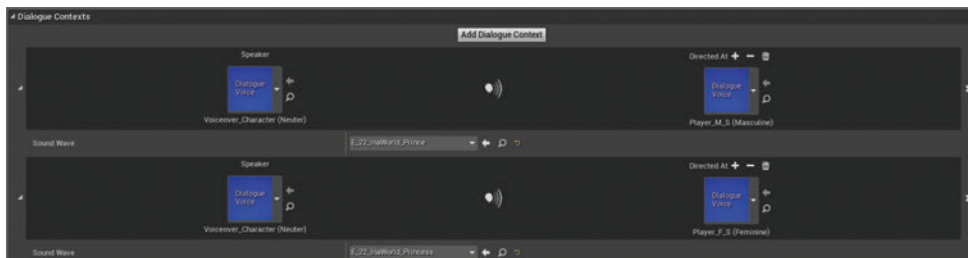 Dialogue Contexts
Add Dialogue Context
Speaker
Directed At
Dialogue
Voice
Dialogue
Voice
Voiceover_Character (Neuter)
Player_M_S (Masculine)
Sound Wave
E_22_InaWorld_Prince
Speaker
Directed At
Dialogue
Voice
Dialogue
Voice
Voiceover_Character (Neuter)
Player_F_S (Feminine)
Sound Wave
E_22_InaWorld_Princess